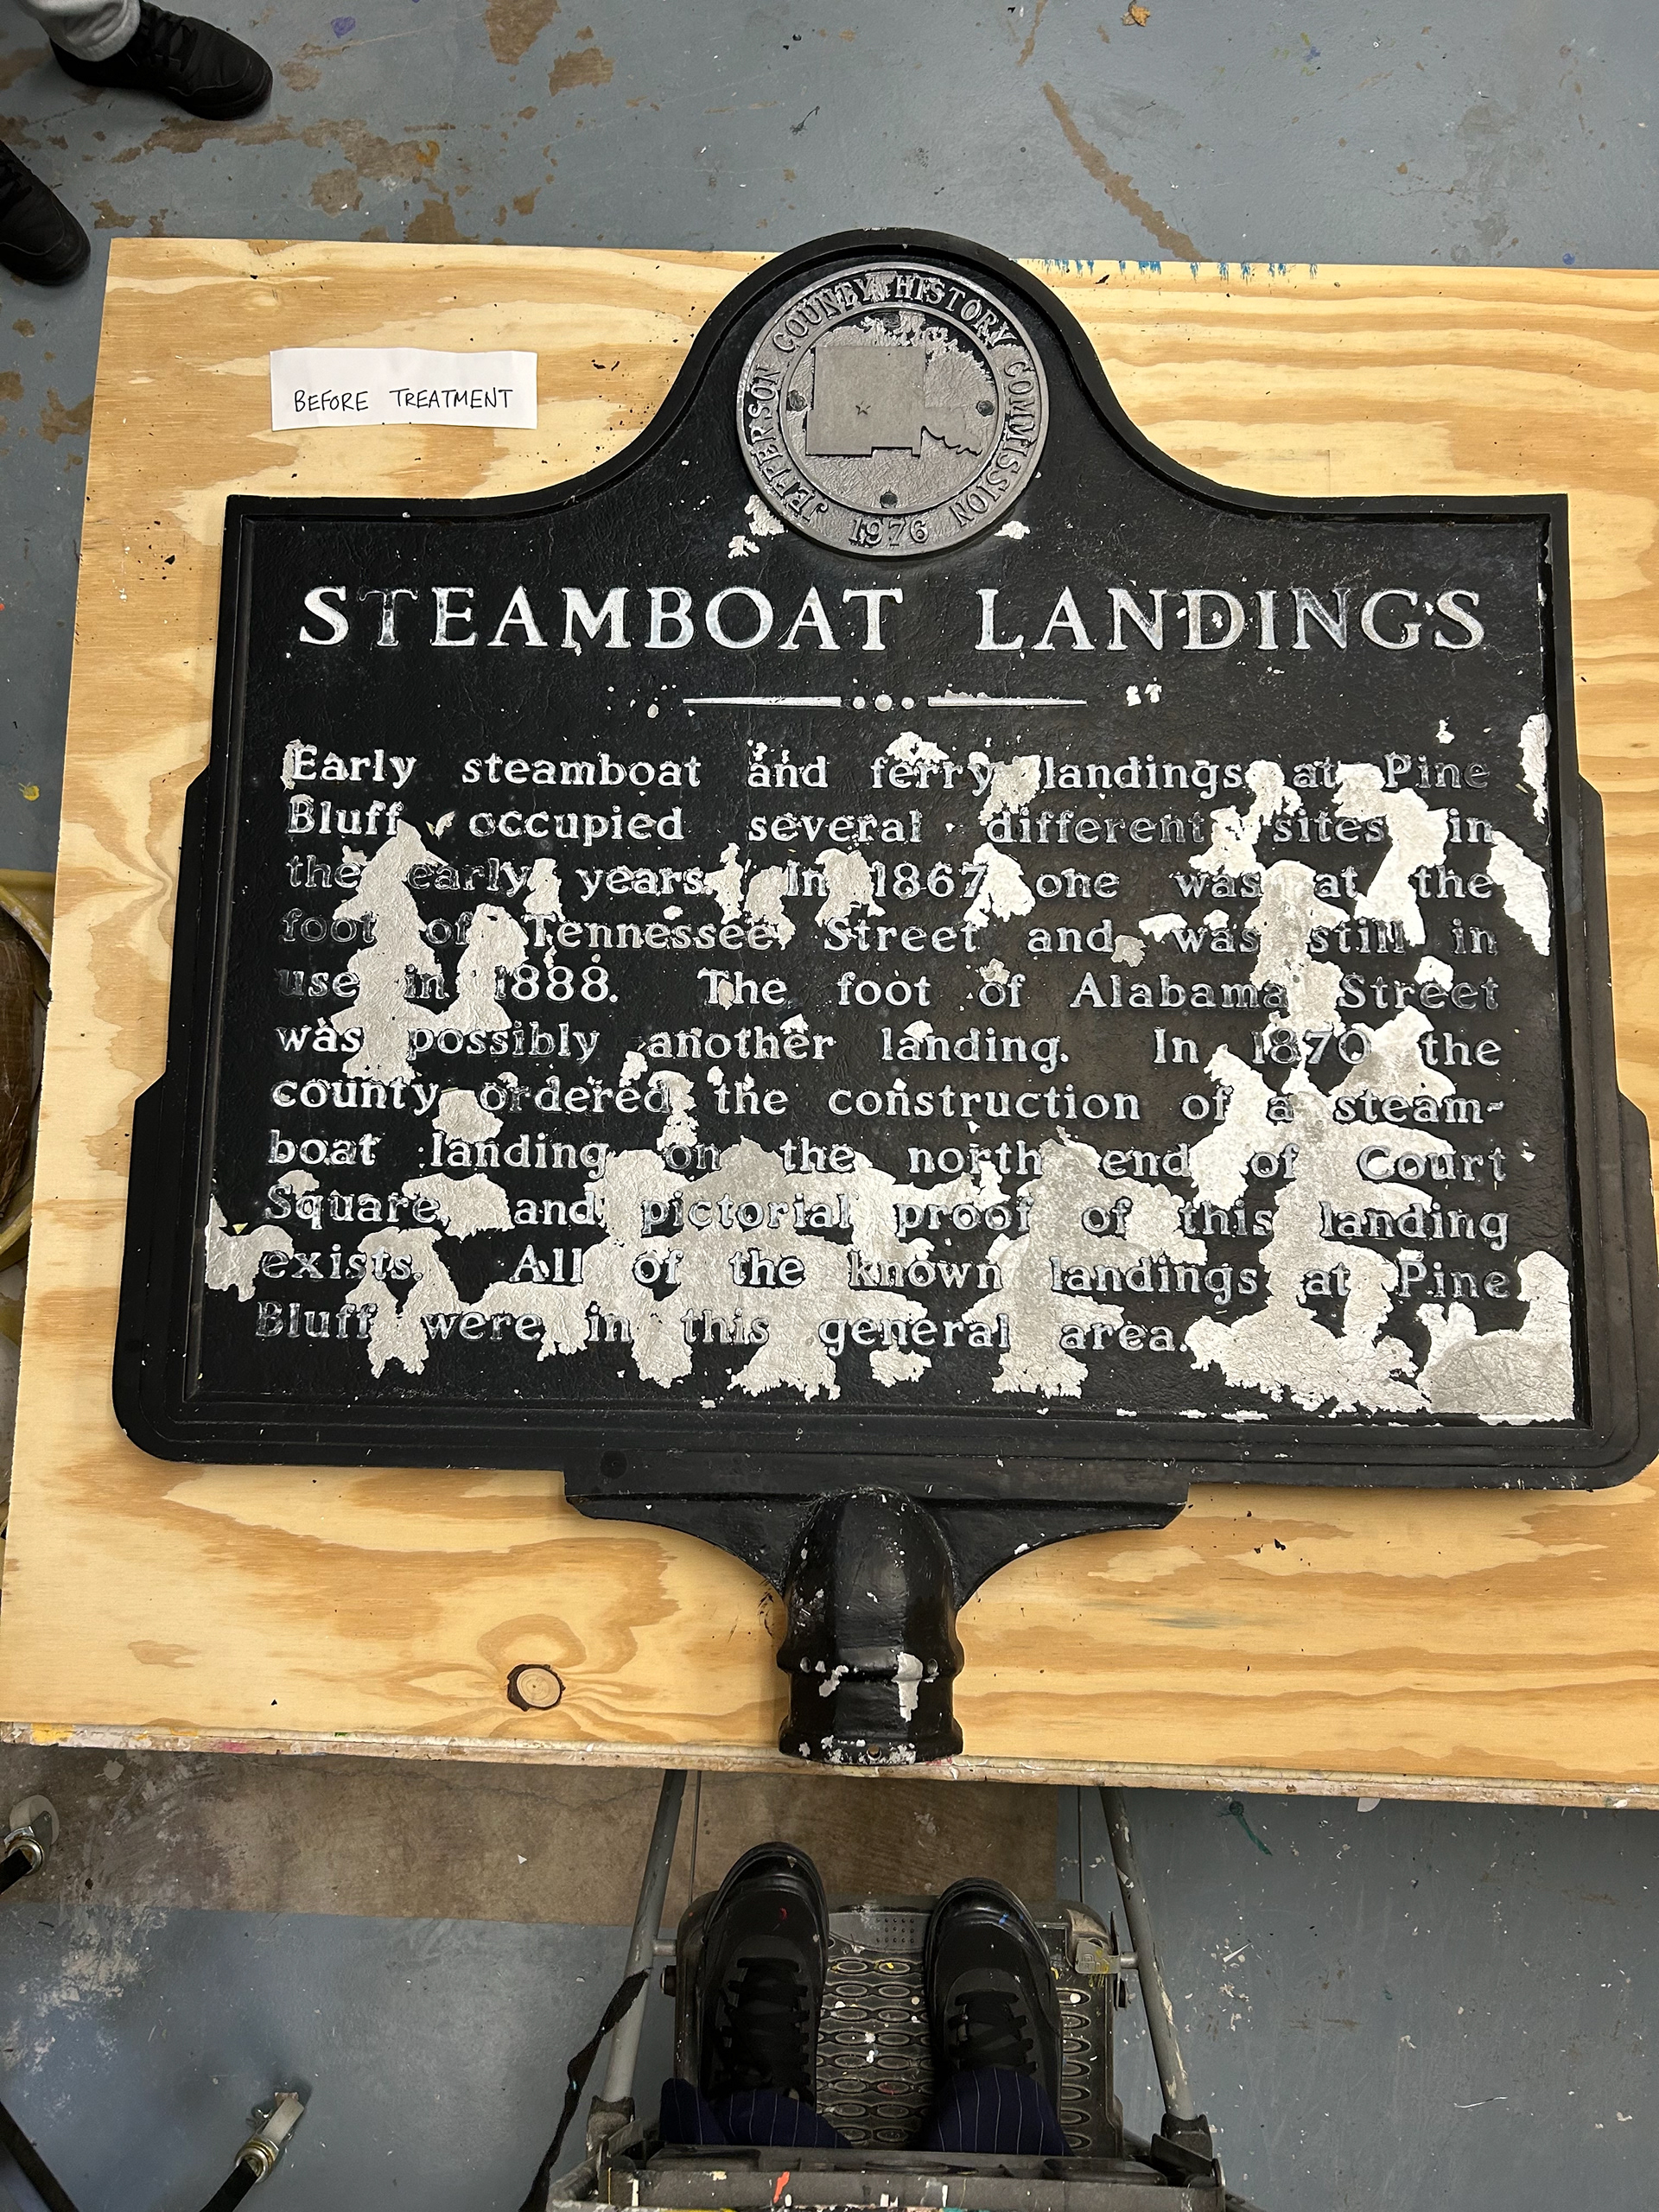 BEFORE TREATMENT
JEFFERSON COUNTY HISTORY COMMISSION
1976
STEAMBOAT LANDINGS
Early steamboat and ferry landings at Pine
Bluff occupied several different sites in
the early years. In 1867 one was at the
foot of Tennessee Street and was still in
use in 1888. The foot of Alabama Street
was possibly another landing. In 1870 the
county ordered the construction of a steam-
boat landing on the north end of Court
Square and pictorial proof of this landing
exists. All of the known landings at Pine
Bluff were in this general area.